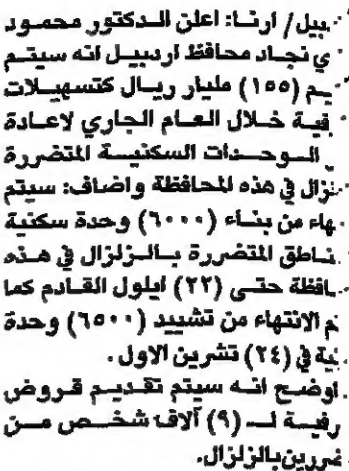 بيل/ ارنا: اعلن الدكتور محمود
ي نجاد محافظ اردبيل انه سيتم
يم (١٥٥) مليار ريال كتسهيلات
فية خلال العام الجاري لاعادة
الوحدات السكنية المتضررة
زال في هذه المحافظة واضاف: سيتم
هاء من بناء (٦٠٠٠) وحدة سكنية
ناطق المتضررة بالزلزال في هذه
افظة حتى (٢٢) ايلول القادم كما
م الانتهاء من تشييد (٦٥٠٠) وحدة
ية في (٢٤) تشرين الاول.
اوضح انه سيتم تقديم قروض
رفية لـ (٩) آلاف شخص من
ضررين بالزلزال.